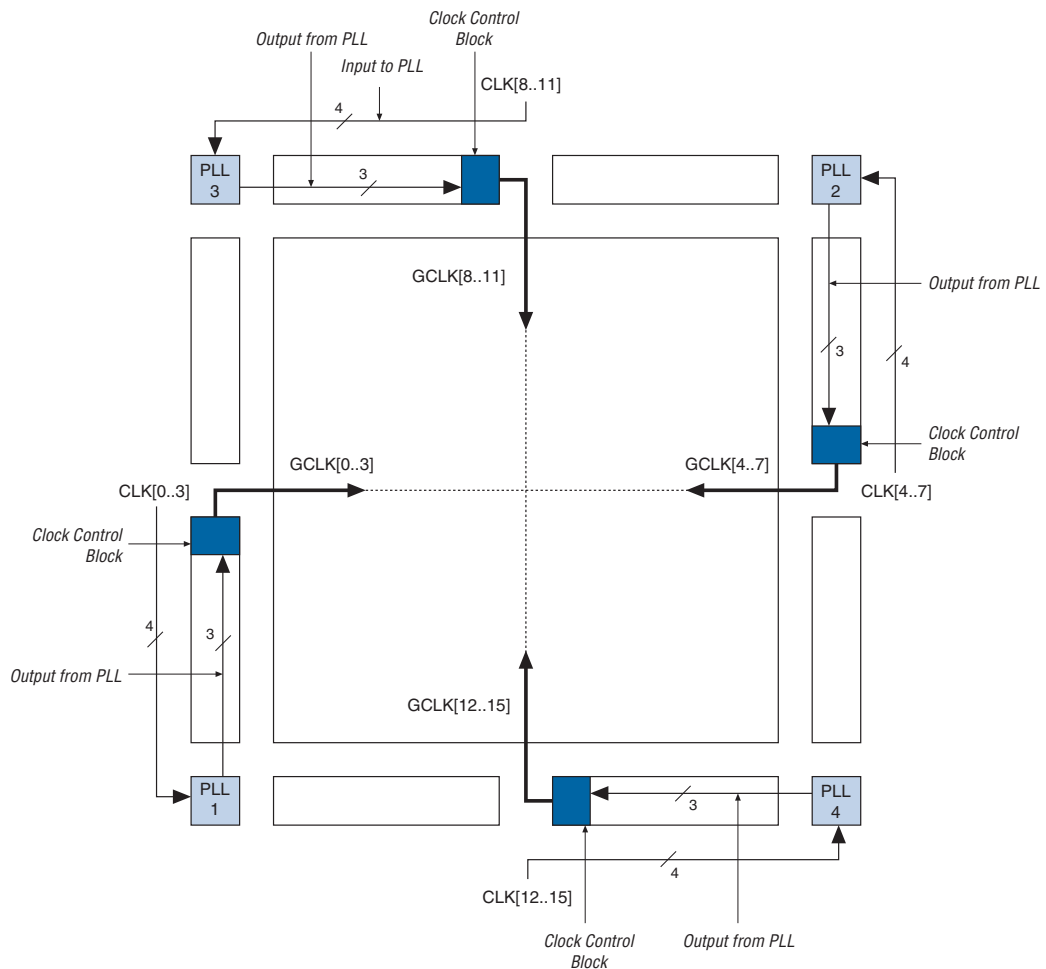 Clock Control
Block
Output from PLL
Input to PLL
CLK[8..11]
4
PLL
3
3
PLL
2
GCLK[8..11]
Output from PLL
3
4
Clock Control
Block
GCLK[0..3]
GCLK[4..7]
CLK[0..3]
CLK[4..7]
Clock Control
Block
4
3
Output from PLL
GCLK[12..15]
PLL
1
3
PLL
4
4
CLK[12..15]
Clock Control
Block
Output from PLL